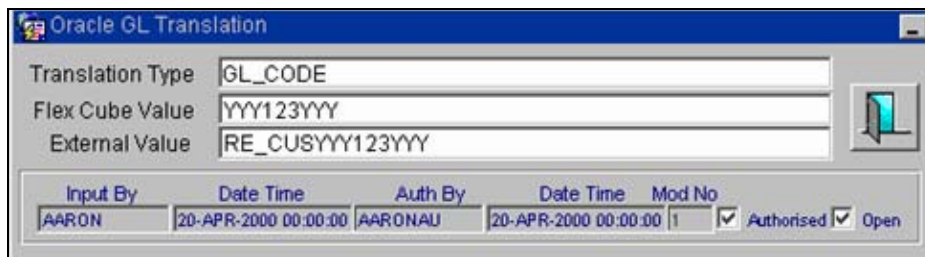 Oracle GL Translation
Translation Type GL_CODE
Flex Cube Value YYY123YYY
External Value RE_CUSYYY123YYY
Input By Date Time Auth By Date Time Mod No
AARON 20-APR-2000 00:00:00 AARONAU 20-APR-2000 00:00:00 1 Authorised Open